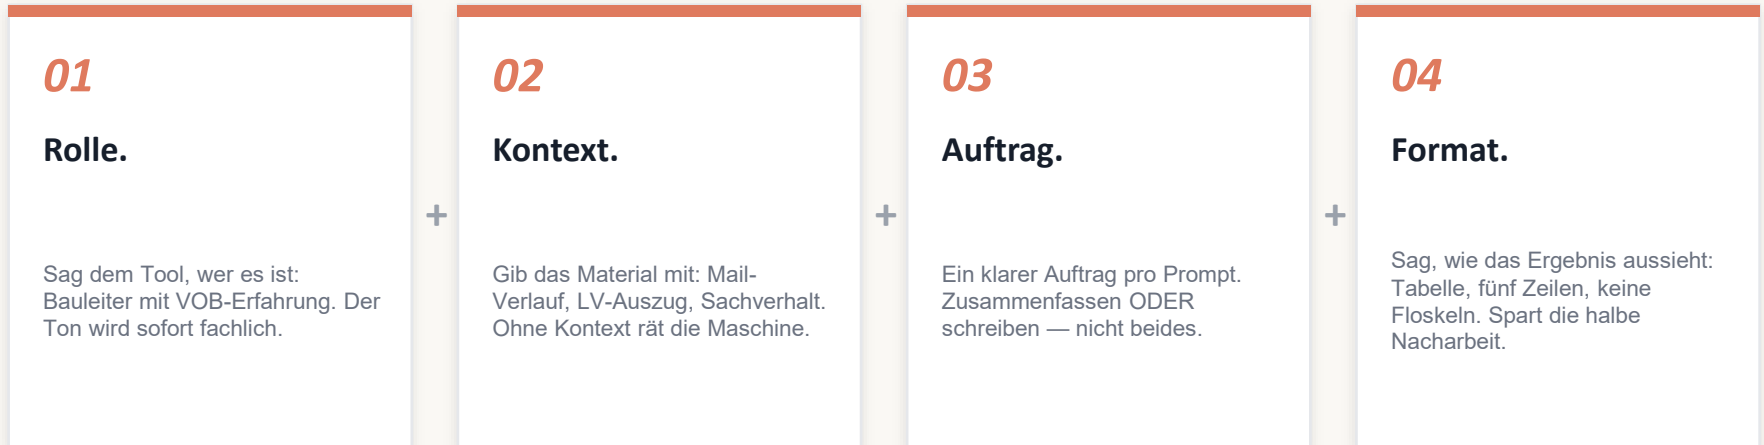 01
Rolle.
Sag dem Tool, wer es ist:
Bauleiter mit VOB-Erfahrung. Der
Ton wird sofort fachlich.
+
02
Kontext.
Gib das Material mit: Mail-
Verlauf, LV-Auszug, Sachverhalt.
Ohne Kontext rät die Maschine.
+
03
Auftrag.
Ein klarer Auftrag pro Prompt.
Zusammenfassen ODER
schreiben — nicht beides.
+
04
Format.
Sag, wie das Ergebnis aussieht:
Tabelle, fünf Zeilen, keine
Floskeln. Spart die halbe
Nacharbeit.